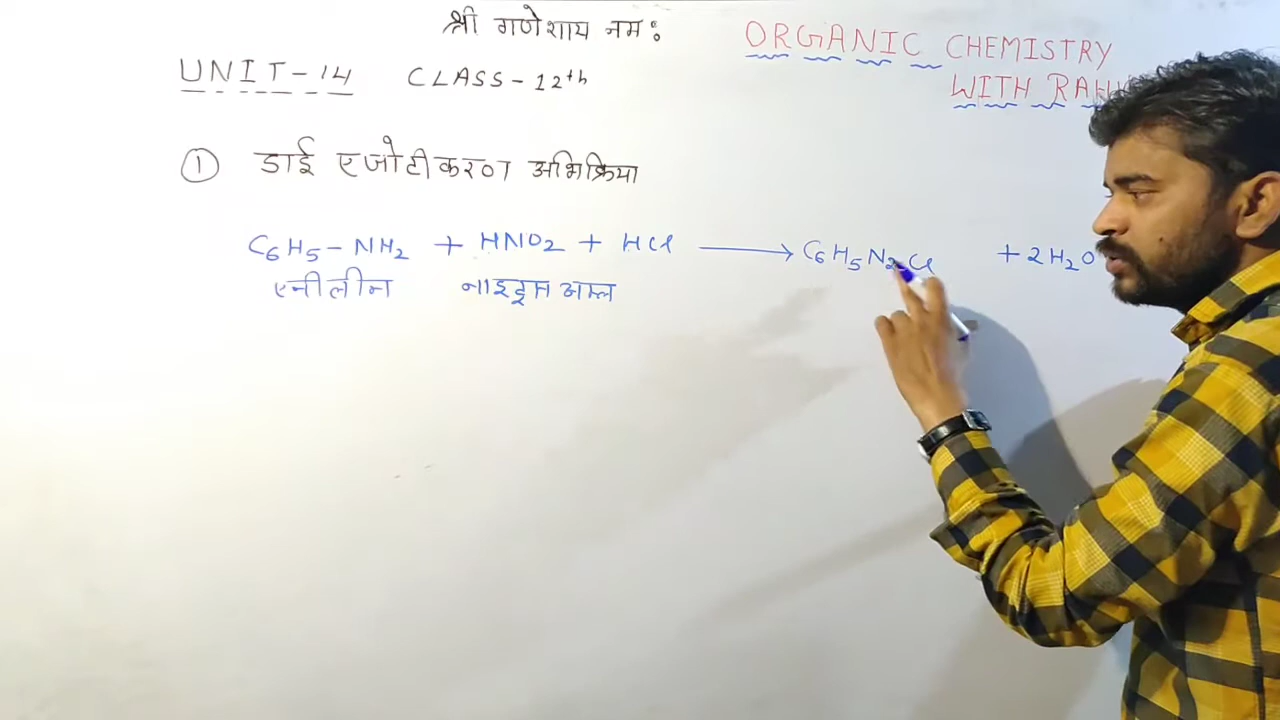 श्री गणेशाय नमः
ORGANIC CHEMISTRY
WITH
UNIT-14 CLASS-12th
① डाई एजोटीकरण अभिक्रिया
C6H5-NH2 + HNO2 + HCl ⟶ C6H5N2Cl + 2H2O
एनीलीन नाइट्रस अम्ल